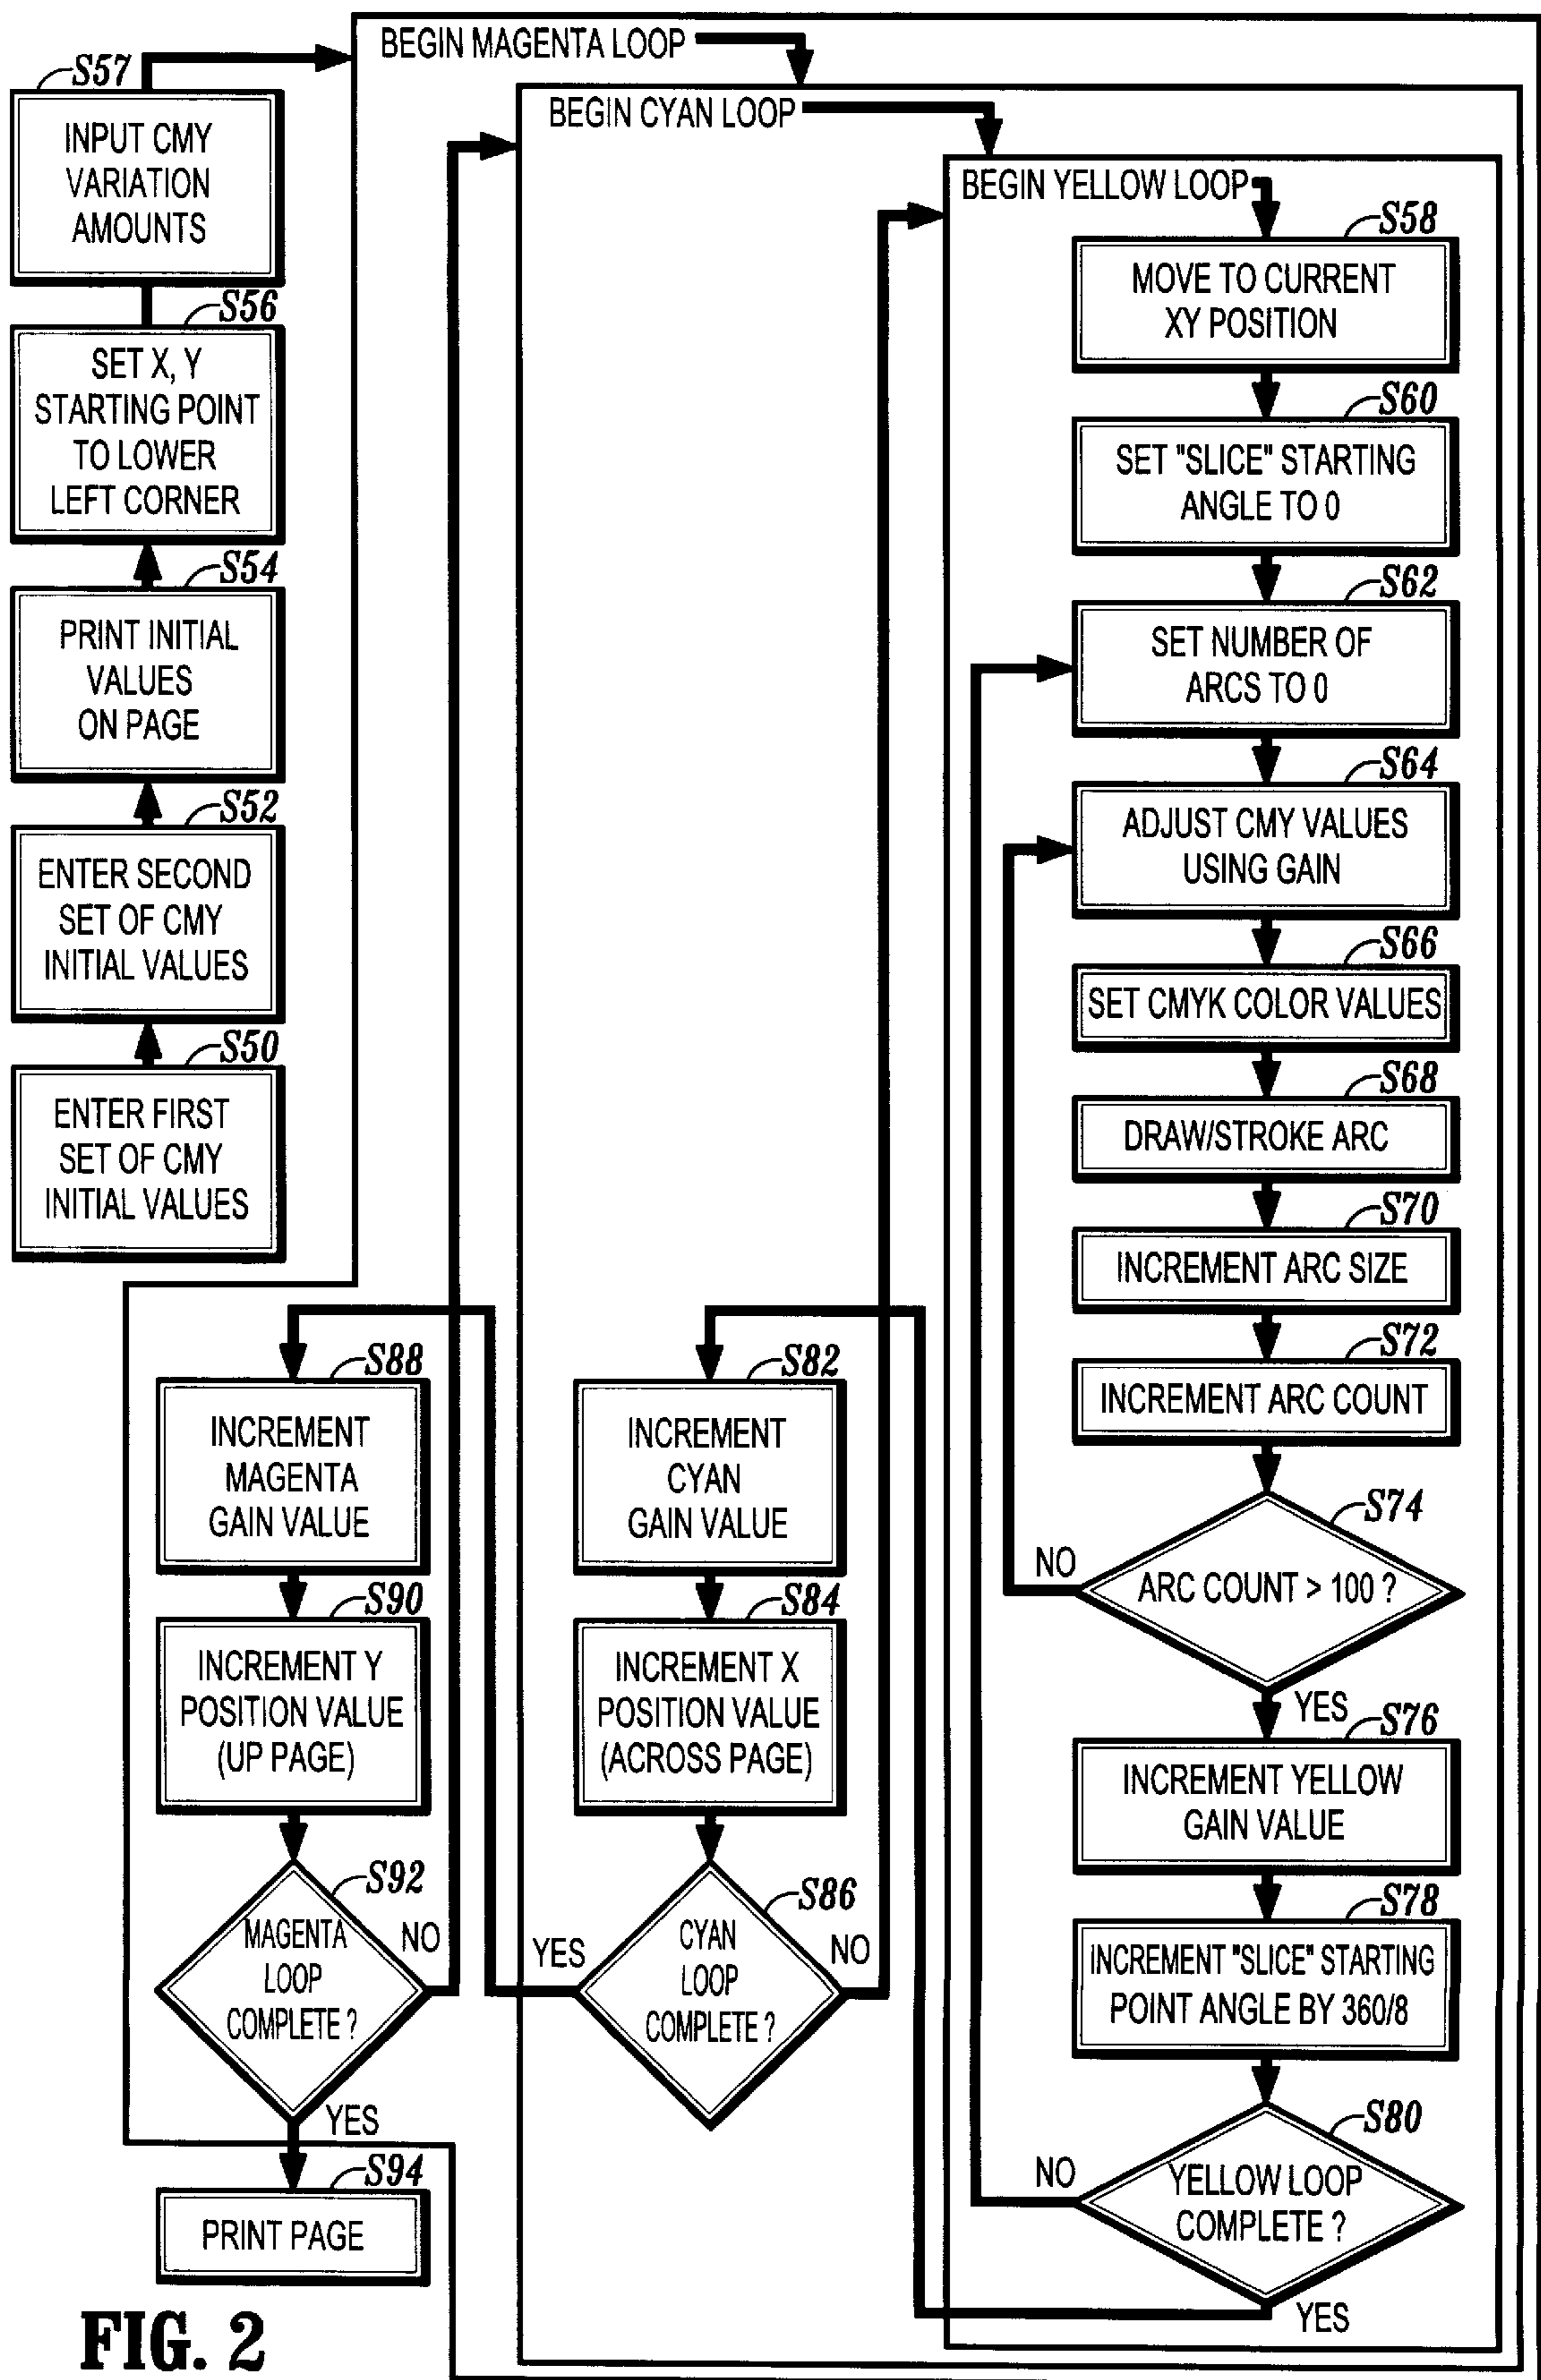 BEGIN MAGENTA LOOP
BEGIN CYAN LOOP
BEGIN YELLOW LOOP
S57
INPUT CMY
VARIATION
AMOUNTS
S56
SET X, Y
STARTING POINT
TO LOWER
LEFT CORNER
S54
PRINT INITIAL
VALUES
ON PAGE
S52
ENTER SECOND
SET OF CMY
INITIAL VALUES
S50
ENTER FIRST
SET OF CMY
INITIAL VALUES
S58
MOVE TO CURRENT
XY POSITION
S60
SET "SLICE" STARTING
ANGLE TO 0
S62
SET NUMBER OF
ARCS TO 0
S64
ADJUST CMY VALUES
USING GAIN
S66
SET CMYK COLOR VALUES
S68
DRAW/STROKE ARC
S70
INCREMENT ARC SIZE
S72
INCREMENT ARC COUNT
S74
NO
ARC COUNT > 100 ?
YES
S76
INCREMENT YELLOW
GAIN VALUE
S78
INCREMENT "SLICE" STARTING
POINT ANGLE BY 360/8
S80
NO
YELLOW LOOP
COMPLETE ?
YES
S82
INCREMENT
CYAN
GAIN VALUE
S84
INCREMENT X
POSITION VALUE
(ACROSS PAGE)
S86
YES
CYAN
LOOP
COMPLETE ?
NO
S88
INCREMENT
MAGENTA
GAIN VALUE
S90
INCREMENT Y
POSITION VALUE
(UP PAGE)
S92
MAGENTA
LOOP
COMPLETE ?
NO
YES
S94
PRINT PAGE
FIG. 2